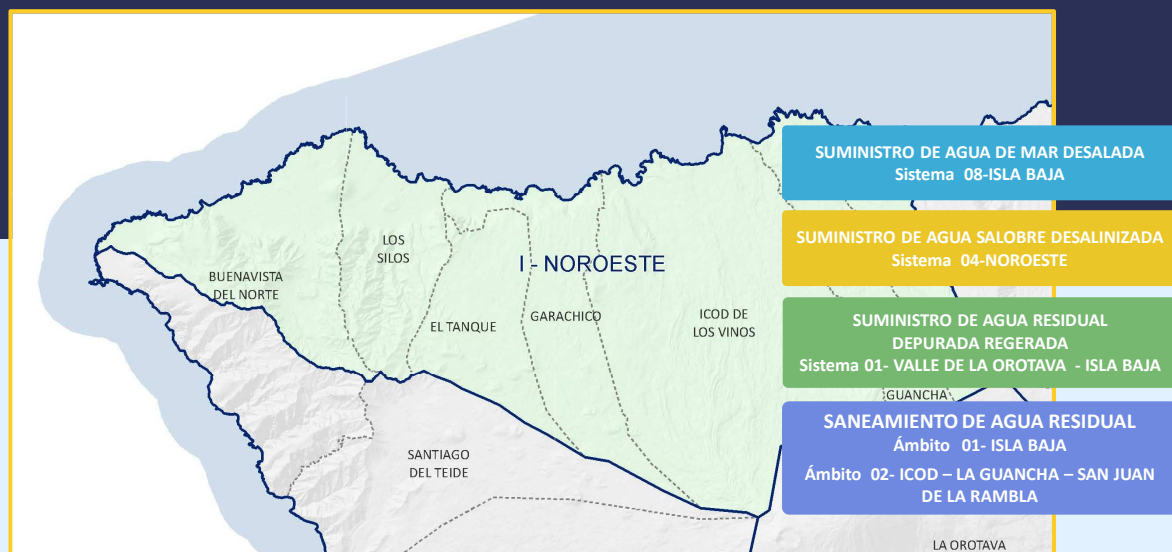 SUMINISTRO DE AGUA DE MAR DESALADA
Sistema 08-ISLA BAJA
SUMINISTRO DE AGUA SALOBRE DESALINIZADA
Sistema 04-NOROESTE
SUMINISTRO DE AGUA RESIDUAL
DEPURADA REGERADA
Sistema 01- VALLE DE LA OROTAVA - ISLA BAJA
SANEAMIENTO DE AGUA RESIDUAL
Ámbito 01- ISLA BAJA
Ámbito 02- ICOD – LA GUANCHA – SAN JUAN
DE LA RAMBLA
I - NOROESTE
BUENAVISTA
DEL NORTE
LOS
SILOS
EL TANQUE
GARACHICO
ICOD DE
LOS VINOS
GUANCHA
SANTIAGO
DEL TEIDE
LA OROTAVA